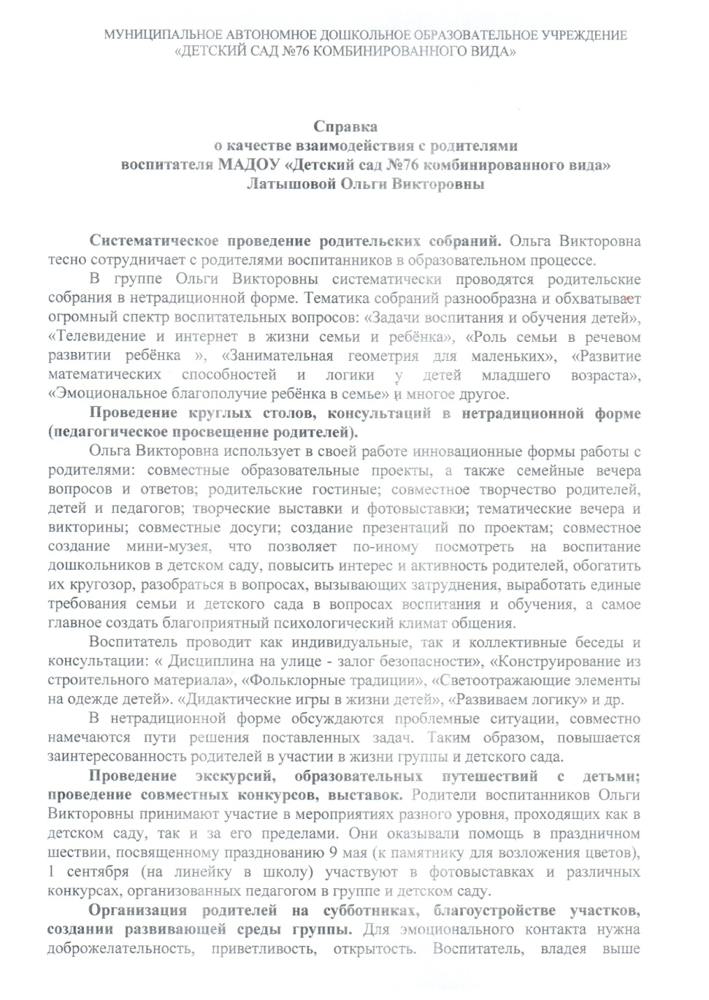 МУНИЦИПАЛЬНОЕ АВТОНОМНОЕ ДОШКОЛЬНОЕ ОБРАЗОВАТЕЛЬНОЕ УЧРЕЖДЕНИЕ
«ДЕТСКИЙ САД №76 КОМБИНИРОВАННОГО ВИДА»
Справка
о качестве взаимодействия с родителями
воспитателя МАДОУ «Детский сад №76 комбинированного вида»
Латышовой Ольги Викторовны
Систематическое проведение родительских собраний. Ольга Викторовна
тесно сотрудничает с родителями воспитанников в образовательном процессе.
В группе Ольги Викторовны систематически проводятся родительские
собрания в нетрадиционной форме. Тематика собраний разнообразна и обхватывает
огромный спектр воспитательных вопросов: «Задачи воспитания и обучения детей»,
«Телевидение и интернет в жизни семьи и ребёнка», «Роль семьи в речевом
развитии ребёнка », «Занимательная геометрия для маленьких», «Развитие
математических способностей и логики у детей младшего возраста»,
«Эмоциональное благополучие ребёнка в семье» и многое другое.
Проведение круглых столов, консультаций в нетрадиционной форме
(педагогическое просвещение родителей).
Ольга Викторовна использует в своей работе инновационные формы работы с
родителями: совместные образовательные проекты, а также семейные вечера
вопросов и ответов; родительские гостиные; совместное творчество родителей,
детей и педагогов; творческие выставки и фотовыставки; тематические вечера и
викторины; совместные досуги; создание презентаций по проектам; совместное
создание мини-музея, что позволяет по-иному посмотреть на воспитание
дошкольников в детском саду, повысить интерес и активность родителей, обогатить
их кругозор, разобраться в вопросах, вызывающих затруднения, выработать единые
требования семьи и детского сада в вопросах воспитания и обучения, а самое
главное создать благоприятный психологический климат общения.
Воспитатель проводит как индивидуальные, так и коллективные беседы и
консультации: « Дисциплина на улице - залог безопасности», «Конструирование из
строительного материала», «Фольклорные традиции», «Светоотражающие элементы
на одежде детей». «Дидактические игры в жизни детей», «Развиваем логику» и др.
В нетрадиционной форме обсуждаются проблемные ситуации, совместно
намечаются пути решения поставленных задач. Таким образом, повышается
заинтересованность родителей в участии в жизни группы и детского сада.
Проведение экскурсий, образовательных путешествий с детьми;
проведение совместных конкурсов, выставок. Родители воспитанников Ольги
Викторовны принимают участие в мероприятиях разного уровня, проходящих как в
детском саду, так и за его пределами. Они оказывали помощь в праздничном
шествии, посвященному празднованию 9 мая (к памятнику для возложения цветов),
1 сентября (на линейку в школу) участвуют в фотовыставках и различных
конкурсах, организованных педагогом в группе и детском саду.
Организация родителей на субботниках, благоустройстве участков,
создании развивающей среды группы. Для эмоционального контакта нужна
доброжелательность, приветливость, открытость. Воспитатель, владея выше